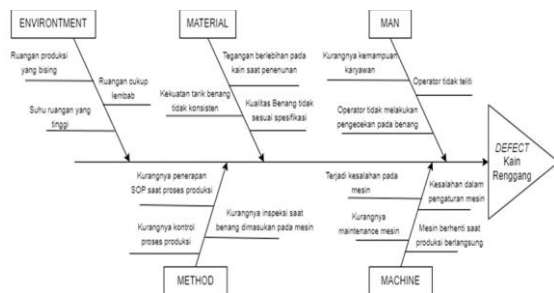 ENVIRONTMENT
MATERIAL
MAN
Ruangan produksi
yang bising
Ruangan cukup
lembab
Suhu ruangan yang
tinggi
Tegangan berlebihan pada
kain saat penenunan
Kekuatan tarik benang
tidak konsisten
Kualitas Benang tidak
sesuai spesifikasi
Kurangnya kemampuan
karyawan
Operator tidak teliti
Operator tidak melakukan
pengecekan pada benang
DEFECT
Kain
Renggang
Kurangnya penerapan
SOP saat proses produksi
Kurangnya inspeksi saat
benang dimasukan pada mesin
Kurangnya kontrol
proses produksi
Terjadi kesalahan pada
mesin
Kesalahan dalam
pengaturan mesin
Kurangnya
maintenance mesin
Mesin berhenti saat
produksi berlangsung
METHOD
MACHINE